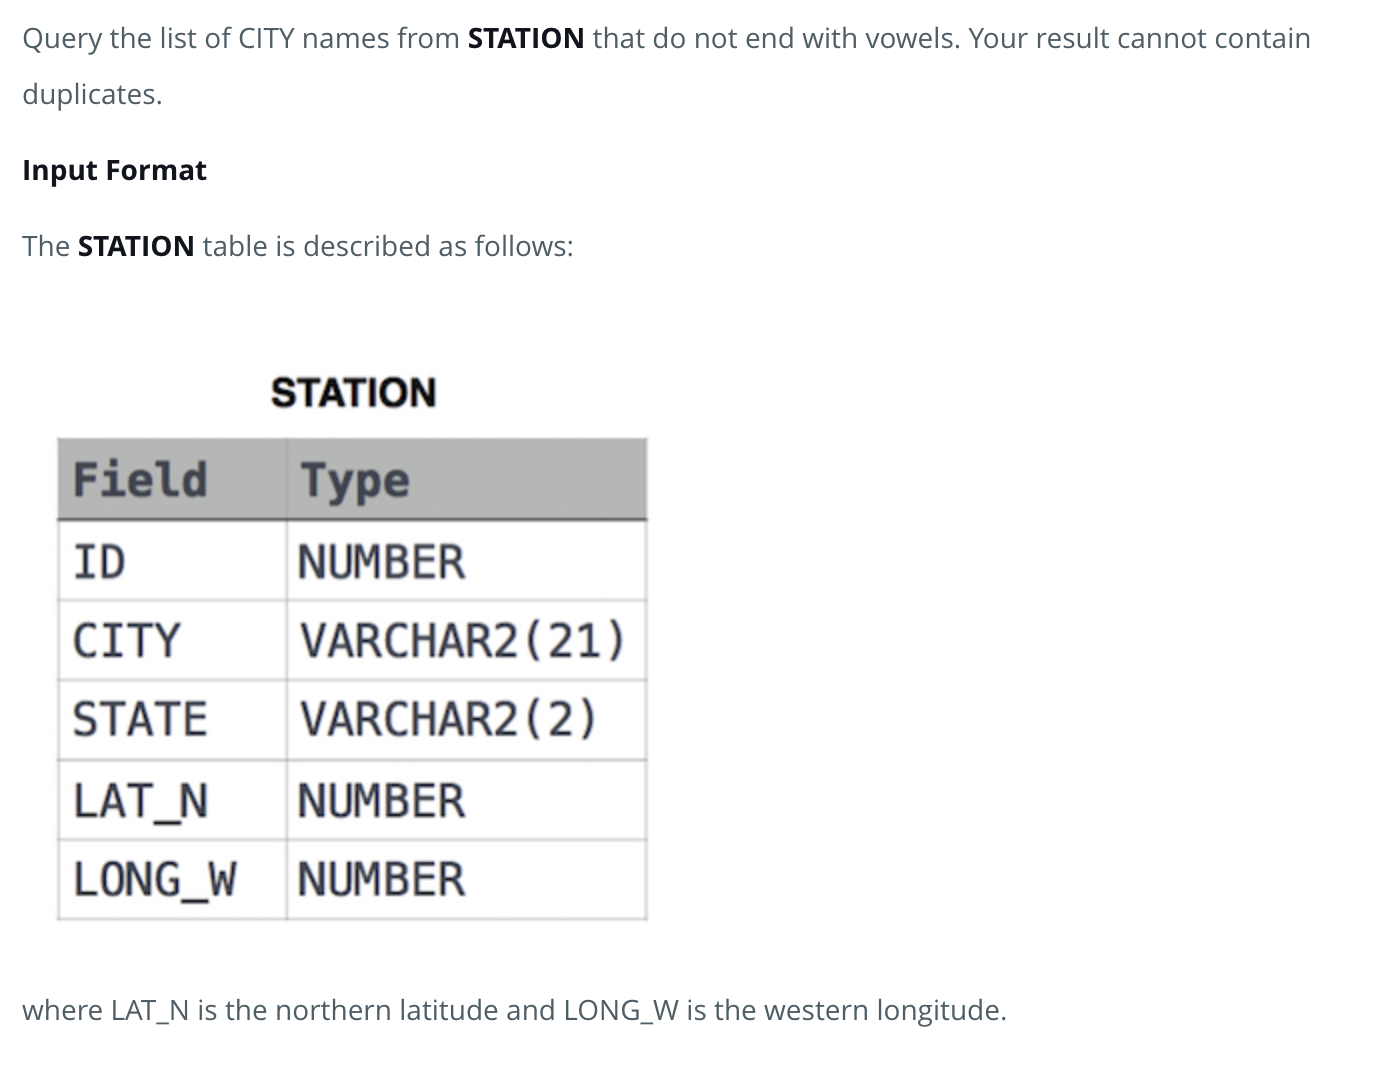 Query the list of CITY names from STATION that do not end with vowels. Your result cannot contain
duplicates.
Input Format
The STATION table is described as follows:
STATION
Field Type
ID NUMBER
CITY VARCHAR2(21)
STATE VARCHAR2(2)
LAT_N NUMBER
LONG_W NUMBER
where LAT_N is the northern latitude and LONG_W is the western longitude.